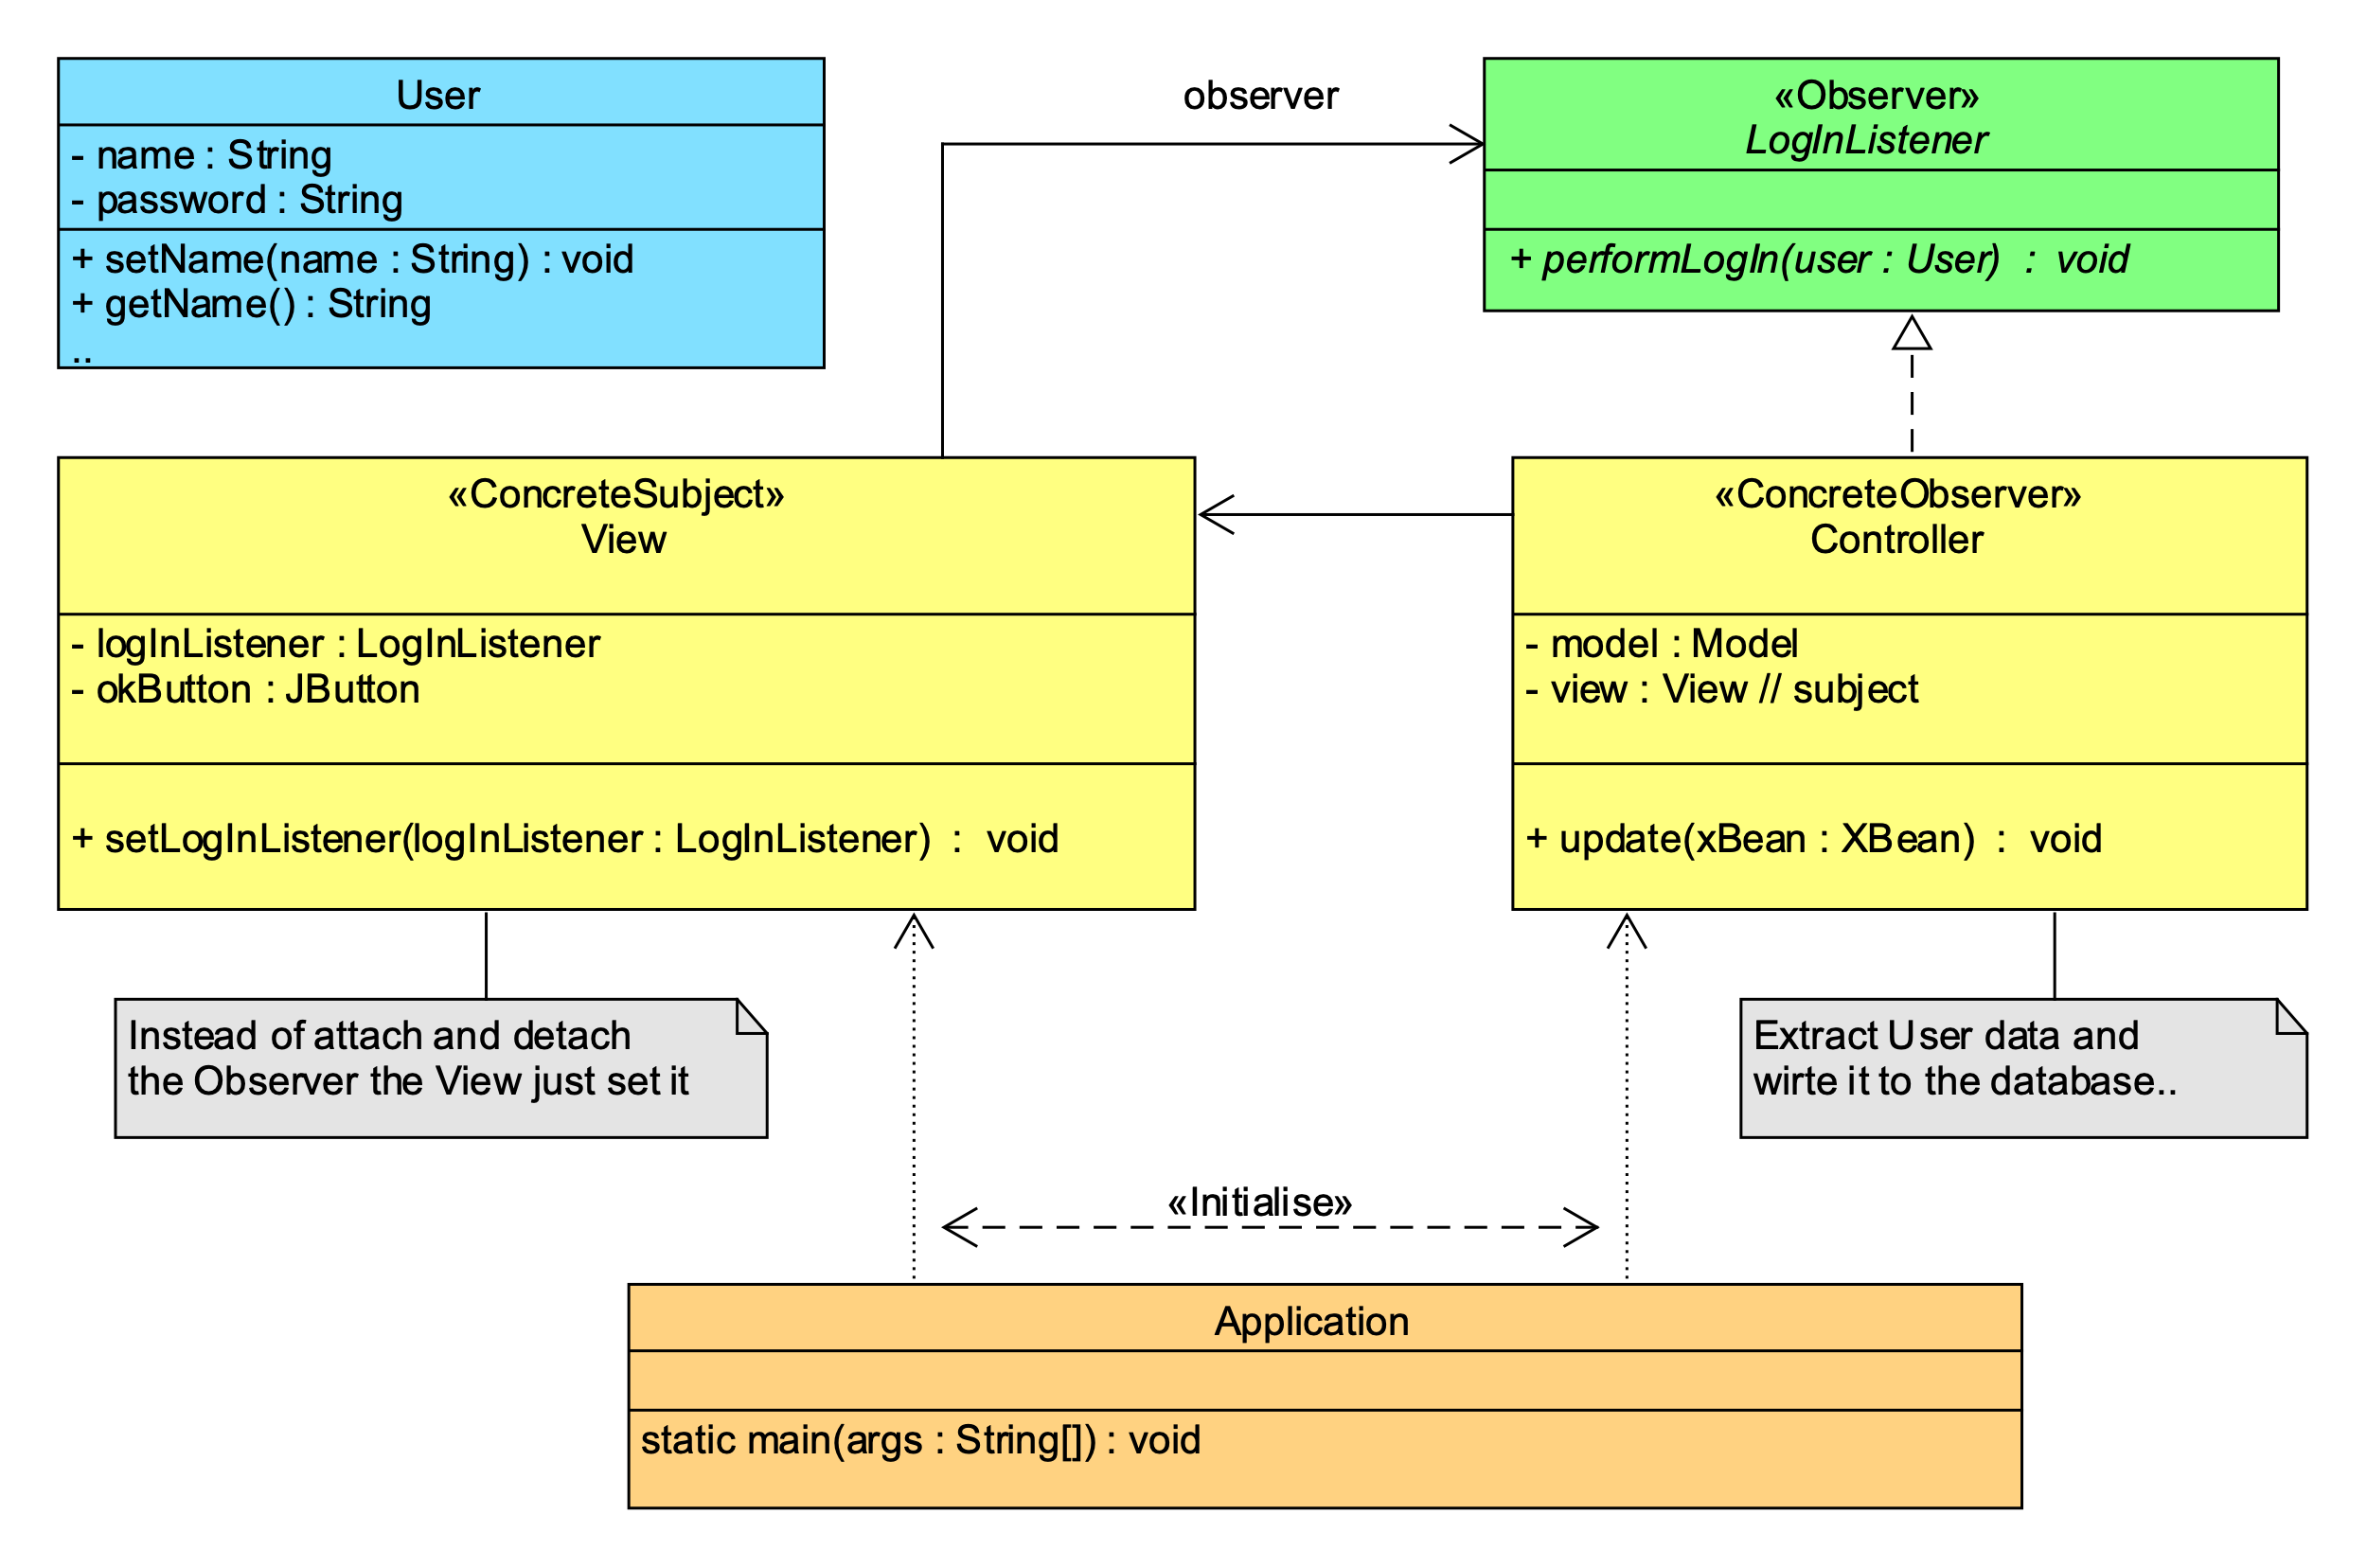 User
- name : String
- password : String
+ setName(name : String) : void
+ getName() : String
..
observer
«Observer»
LogInListener
+ performLogIn(user : User)  :  void
«ConcreteSubject»
View
- logInListener : LogInListener
- okButton : JButton
+ setLogInListener(logInListener : LogInListener)  :  void
«ConcreteObserver»
Controller
- model : Model
- view : View // subject
+ update(xBean : XBean)  :  void
Instead of attach and detach
the Observer the View just set it
Extract User data and
wirte it to the database..
«Initialise»
Application
static main(args : String[]) : void